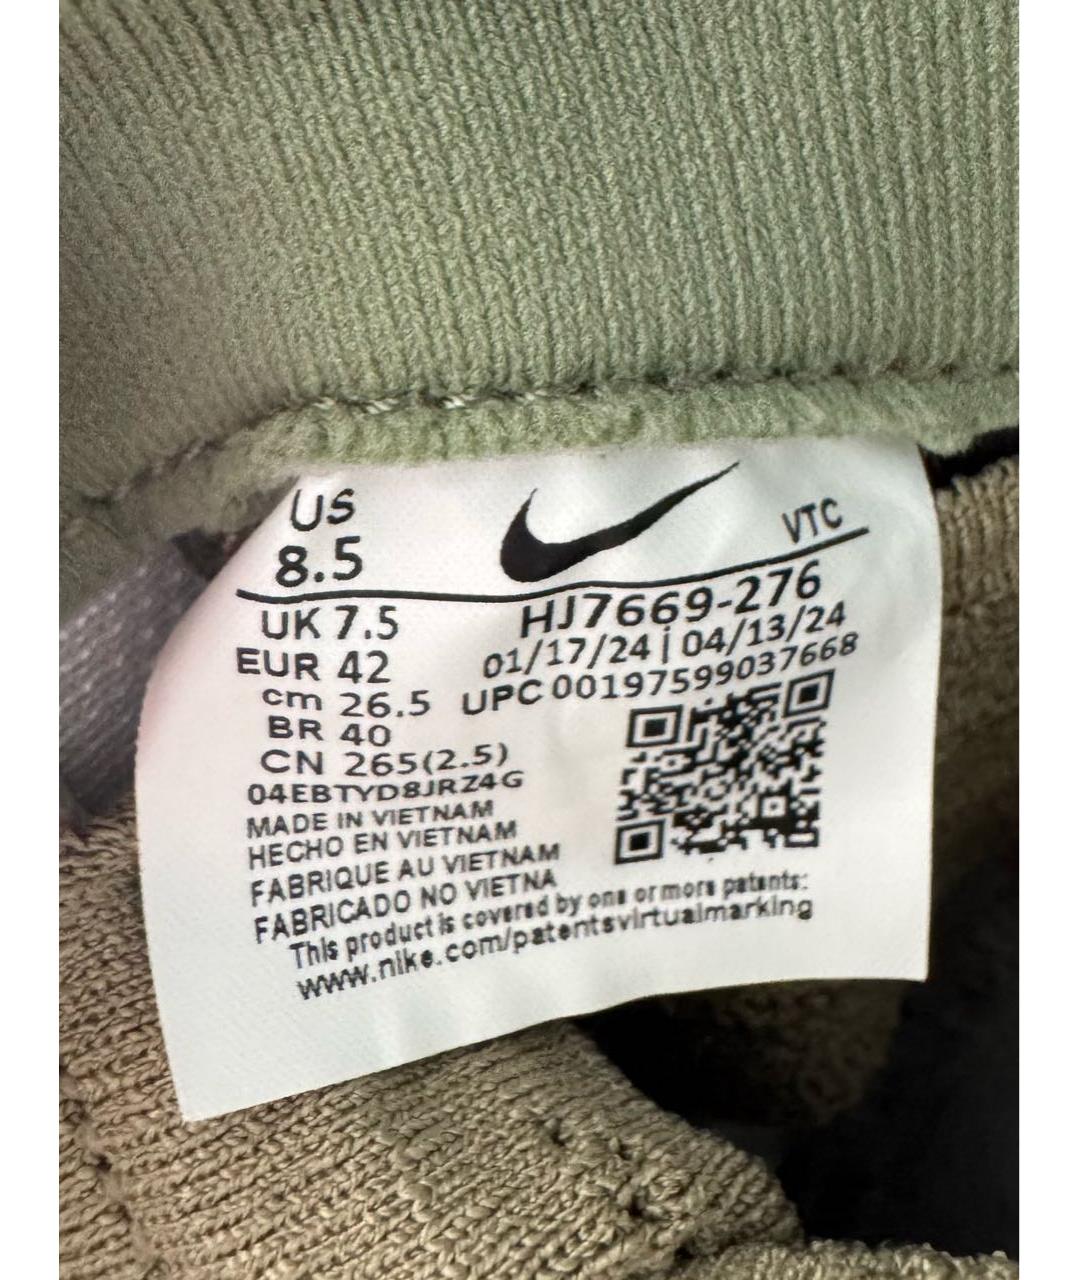 US
8.5
VTC
UK 7.5
HJ7669-276
EUR 42
01/17/24 | 04/13/24
cm 26.5
UPC 00197599037668
BR 40
CN 265(2.5)
04EBTYD8JRZ4G
MADE IN VIETNAM
HECHO EN VIETNAM
FABRIQUE AU VIETNAM
FABRICADO NO VIETNA
This product is covered by one or more patents:
www.nike.com/patentsvirtualmarking